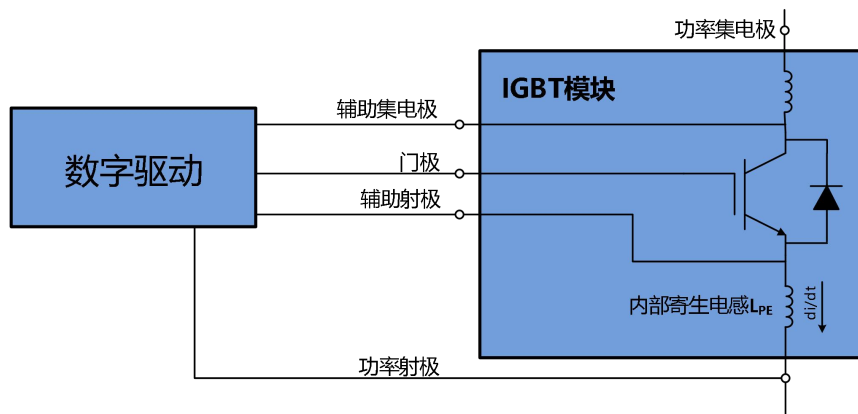 功率集电极
IGBT模块
辅助集电极
数字驱动
门极
辅助射极
内部寄生电感LPE
di/dt
功率射极